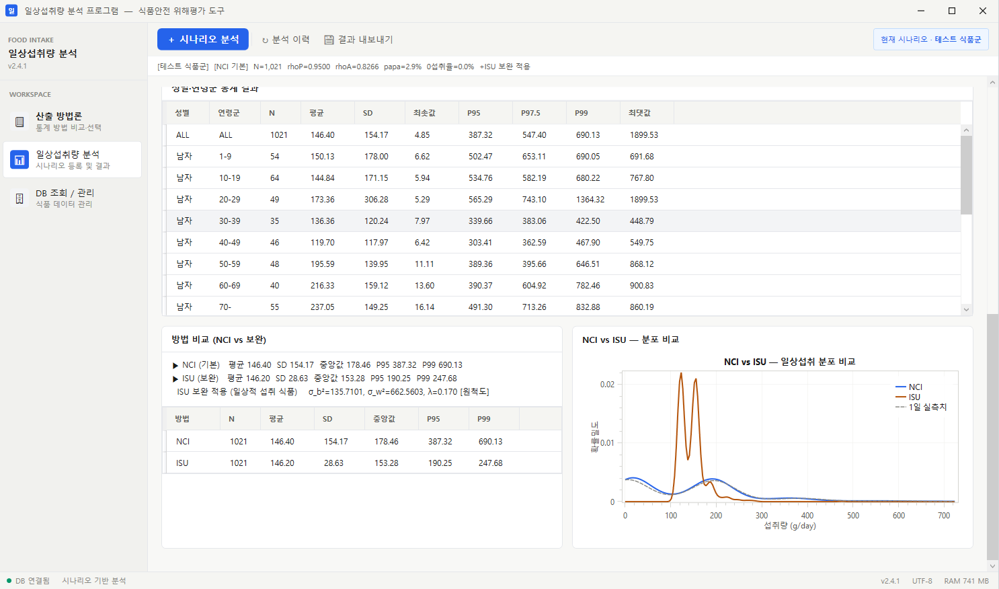 일 일상섭취량 분석 프로그램 — 식품안전 위해평가 도구
FOOD INTAKE
일상섭취량 분석
v2.4.1
WORKSPACE
산출 방법론
통계 방법 비교·선택
일상섭취량 분석
시나리오 등록 및 결과
DB 조회 / 관리
식품 데이터 관리
+ 시나리오 분석 ↻ 분석 이력 결과 내보내기 현재 시나리오 · 테스트 식품군
[테스트 식품군] [NCI 기본] N=1,021 rhoP=0.9500 rhoA=0.8266 papa=2.9% 0섭취율=0.0% +ISU 보완 적용
성별·연령군 통계 결과
성별 연령군 N 평균 SD 최솟값 P95 P97.5 P99 최댓값
ALL ALL 1021 146.40 154.17 4.85 387.32 547.40 690.13 1899.53
남자 1-9 54 150.13 178.00 6.62 502.47 653.11 690.05 691.68
남자 10-19 64 144.84 171.15 5.94 534.76 582.19 680.22 767.80
남자 20-29 49 173.36 306.28 5.29 565.29 743.10 1364.32 1899.53
남자 30-39 35 136.36 120.24 7.97 339.66 383.06 422.50 448.79
남자 40-49 46 119.70 117.97 6.42 303.41 362.59 467.90 549.75
남자 50-59 48 195.59 139.95 11.11 389.36 395.66 646.51 868.12
남자 60-69 40 216.33 159.12 13.60 390.37 604.92 782.46 900.83
남자 70- 55 237.05 149.25 16.14 491.30 713.26 832.88 860.19
방법 비교 (NCI vs 보완)
▶ NCI (기본) 평균 146.40 SD 154.17 중앙값 178.46 P95 387.32 P99 690.13
▶ ISU (보완) 평균 146.20 SD 28.63 중앙값 153.28 P95 190.25 P99 247.68
ISU 보완 적용 (일상적 섭취 식품) σ_b²=135.7101, σ_w²=662.5603, λ=0.170 [원척도]
방법 N 평균 SD 중앙값 P95 P99
NCI 1021 146.40 154.17 178.46 387.32 690.13
ISU 1021 146.20 28.63 153.28 190.25 247.68
NCI vs ISU — 분포 비교
NCI vs ISU — 일상섭취 분포 비교
NCI
ISU
1일 실측치
확률밀도
0.02
0.01
0
0 100 200 300 400 500 600 700
섭취량 (g/day)
DB 연결됨 시나리오 기반 분석 v2.4.1 UTF-8 RAM 741 MB